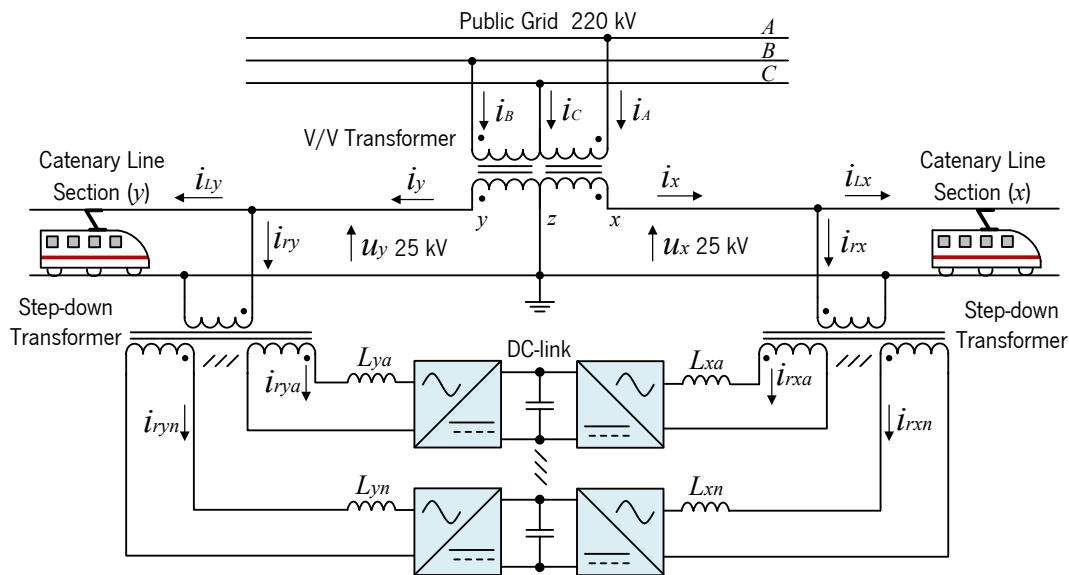 Public Grid 220 kV
A
B
C
iB
iC
iA
V/V Transformer
Catenary Line
Section (y)
iLy
iy
ix
iLx
Catenary Line
Section (x)
y
z
x
iry
uy 25 kV
ux 25 kV
irx
Step-down
Transformer
Step-down
Transformer
DC-link
Lya
Lxa
irya
irxa
iryn
irxn
Lyn
Lxn